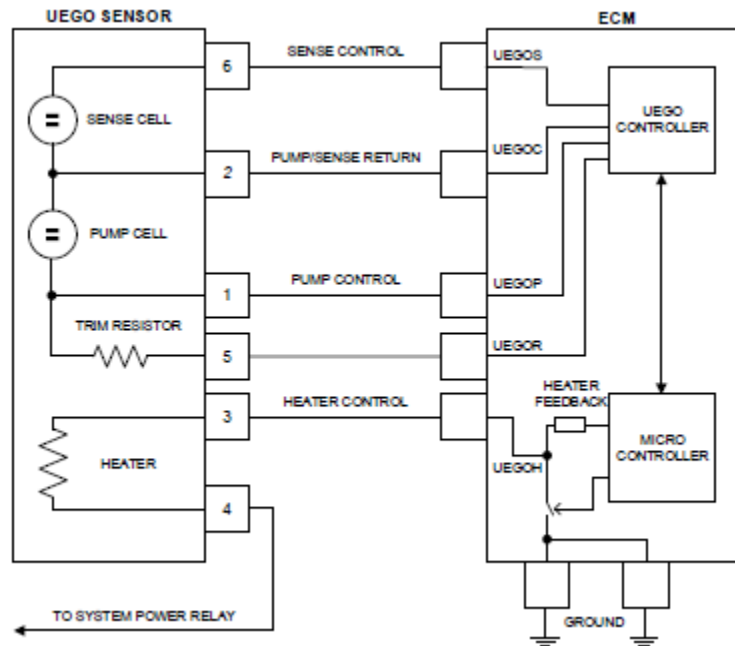 UEGO SENSOR
ECM
6
SENSE CONTROL
UEGOS
SENSE CELL
UEGO
CONTROLLER
2
PUMP/SENSE RETURN
UEGOC
PUMP CELL
1
PUMP CONTROL
UEGOP
TRIM RESISTOR
5
UEGOR
3
HEATER CONTROL
HEATER
FEEDBACK
HEATER
UEGOH
MICRO
CONTROLLER
4
TO SYSTEM POWER RELAY
GROUND